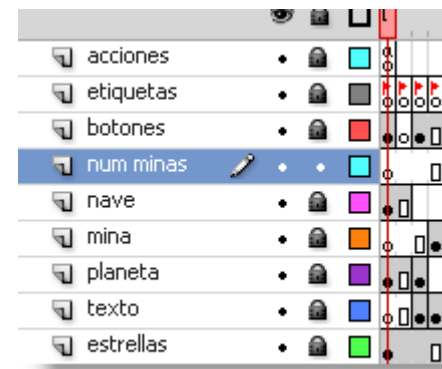 acciones
etiquetas
botones
num minas
nave
mina
planeta
texto
estrellas